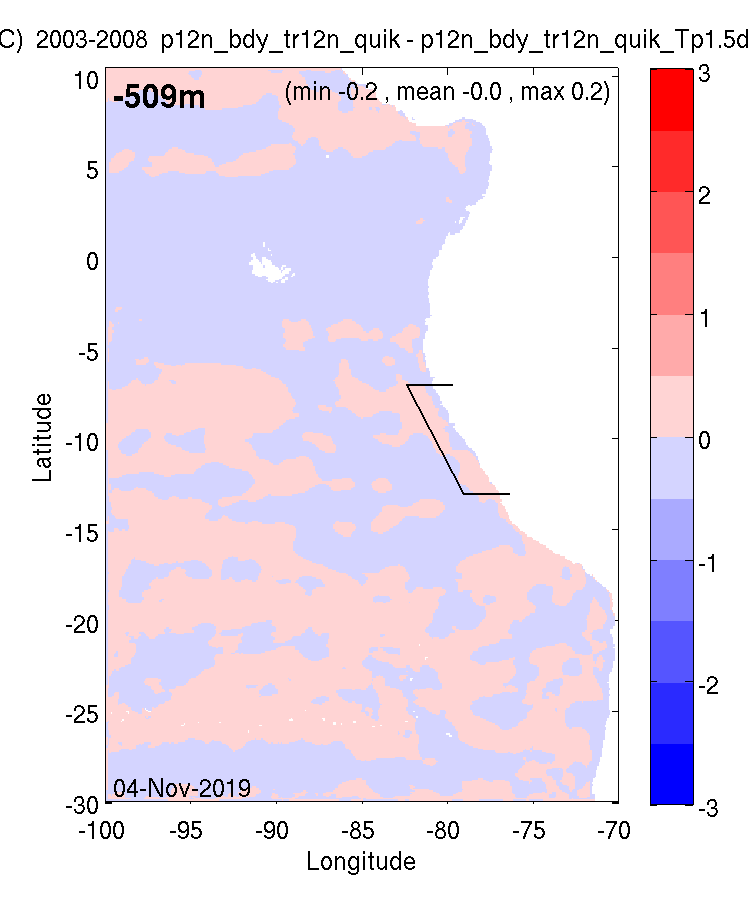 C) 2003-2008 p12n_bdy_tr12n_quik - p12n_bdy_tr12n_quik_Tp1.5d
-509m
(min -0.2 , mean -0.0 , max 0.2)
10
5
0
-5
-10
-15
-20
-25
-30
Latitude
04-Nov-2019
-100 -95 -90 -85 -80 -75 -70
Longitude
3
2
1
0
-1
-2
-3